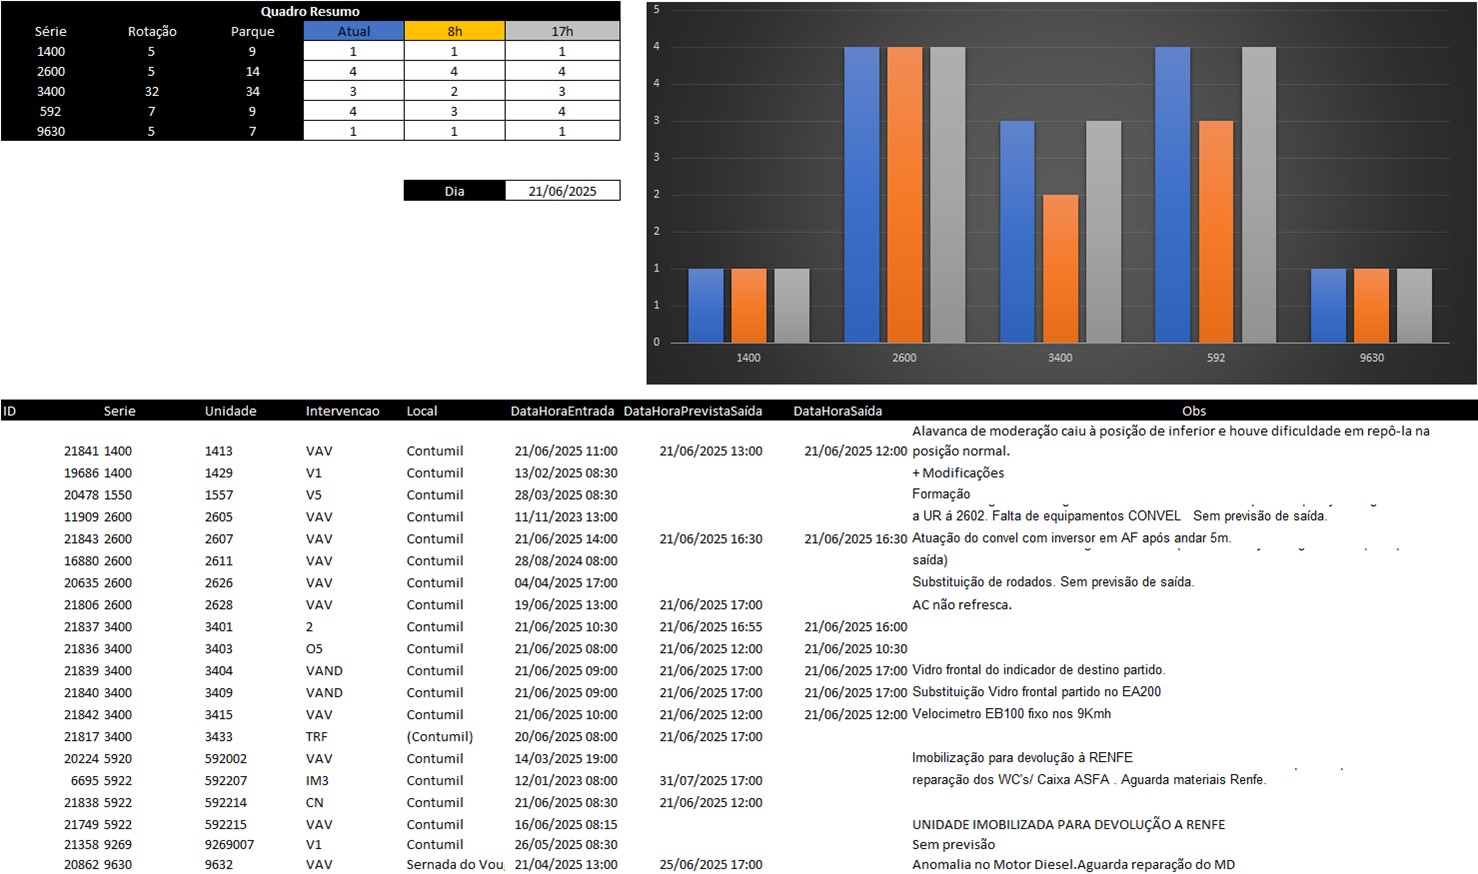 Quadro Resumo
Série Rotação Parque Atual 8h 17h
1400 5 9 1 1 1
2600 5 14 4 4 4
3400 32 34 3 2 3
592 7 9 4 3 4
9630 5 7 1 1 1
Dia 21/06/2025
5
4
4
3
3
2
2
1
1
0
1400 2600 3400 592 9630
ID Serie Unidade Intervencao Local DataHoraEntrada DataHoraPrevistaSaída DataHoraSaída Obs
Alavanca de moderação caiu à posição de inferior e houve dificuldade em repô-la na
21841 1400 1413 VAV Contumil 21/06/2025 11:00 21/06/2025 13:00 21/06/2025 12:00 posição normal.
19686 1400 1429 V1 Contumil 13/02/2025 08:30 + Modificações
20478 1550 1557 V5 Contumil 28/03/2025 08:30 Formação
11909 2600 2605 VAV Contumil 11/11/2023 13:00 a UR á 2602. Falta de equipamentos CONVEL Sem previsão de saída.
21843 2600 2607 VAV Contumil 21/06/2025 14:00 21/06/2025 16:30 21/06/2025 16:30 Atuação do convel com inversor em AF após andar 5m.
16880 2600 2611 VAV Contumil 28/08/2024 08:00 saída)
20635 2600 2626 VAV Contumil 04/04/2025 17:00 Substituição de rodados. Sem previsão de saída.
21806 2600 2628 VAV Contumil 19/06/2025 13:00 21/06/2025 17:00 AC não refresca.
21837 3400 3401 2 Contumil 21/06/2025 10:30 21/06/2025 16:55 21/06/2025 16:00
21836 3400 3403 O5 Contumil 21/06/2025 08:00 21/06/2025 12:00 21/06/2025 10:30
21839 3400 3404 VAND Contumil 21/06/2025 09:00 21/06/2025 17:00 21/06/2025 17:00 Vidro frontal do indicador de destino partido.
21840 3400 3409 VAND Contumil 21/06/2025 09:00 21/06/2025 17:00 21/06/2025 17:00 Substituição Vidro frontal partido no EA200
21842 3400 3415 VAV Contumil 21/06/2025 10:00 21/06/2025 12:00 21/06/2025 12:00 Velocimetro EB100 fixo nos 9Kmh
21817 3400 3433 TRF (Contumil) 20/06/2025 08:00 21/06/2025 17:00
20224 5920 592002 VAV Contumil 14/03/2025 19:00 Imobilização para devolução à RENFE
6695 5922 592207 IM3 Contumil 12/01/2023 08:00 31/07/2025 17:00 reparação dos WC's/ Caixa ASFA . Aguarda materiais Renfe.
21838 5922 592214 CN Contumil 21/06/2025 08:30 21/06/2025 12:00
21749 5922 592215 VAV Contumil 16/06/2025 08:15 UNIDADE IMOBILIZADA PARA DEVOLUÇÃO A RENFE
21358 9269 9269007 V1 Contumil 26/05/2025 08:30 Sem previsão
20862 9630 9632 VAV Sernada do Vou 21/04/2025 13:00 25/06/2025 17:00 Anomalia no Motor Diesel.Aguarda reparação do MD